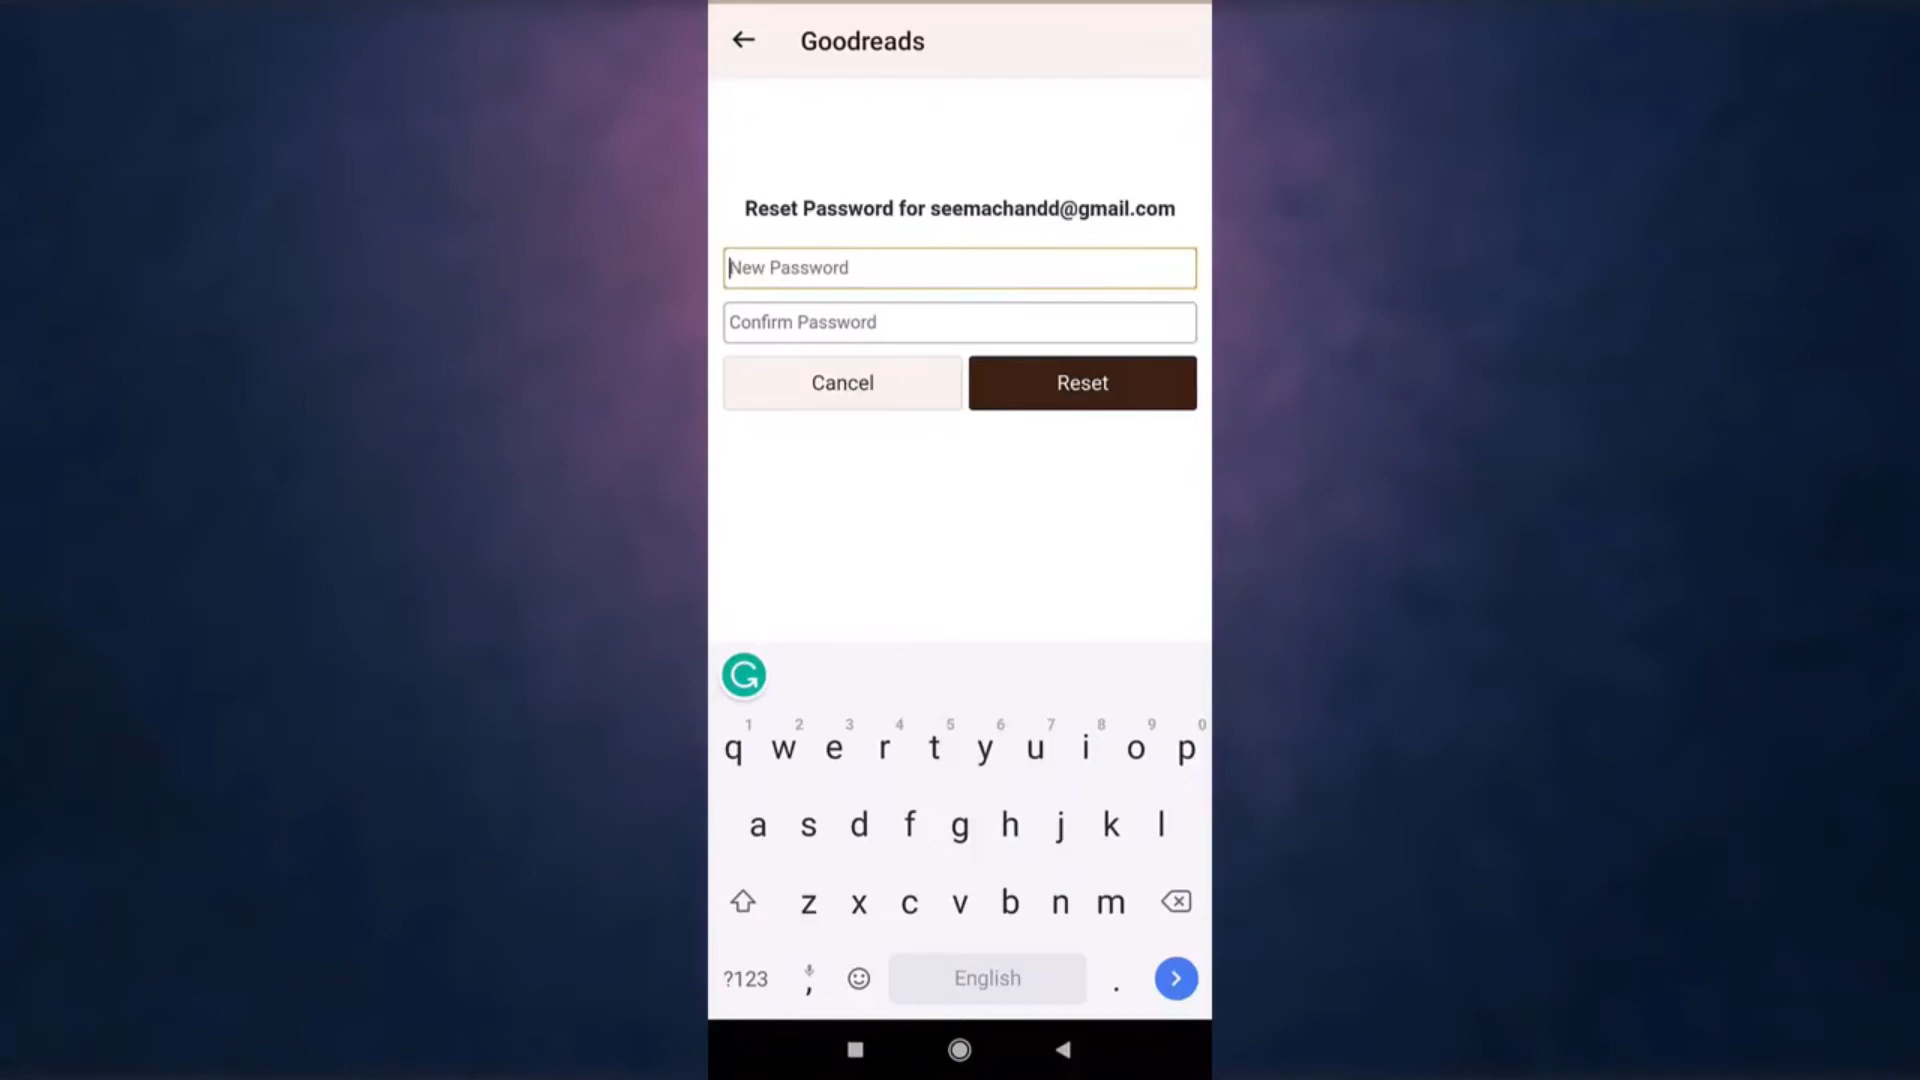 Goodreads
Reset Password for seemachandd@gmail.com
New Password
Confirm Password
Cancel Reset
1 2 3 4 5 6 7 8 9 0
q w e r t y u i o p
a s d f g h j k l
z x c v b n m
?123 , English .